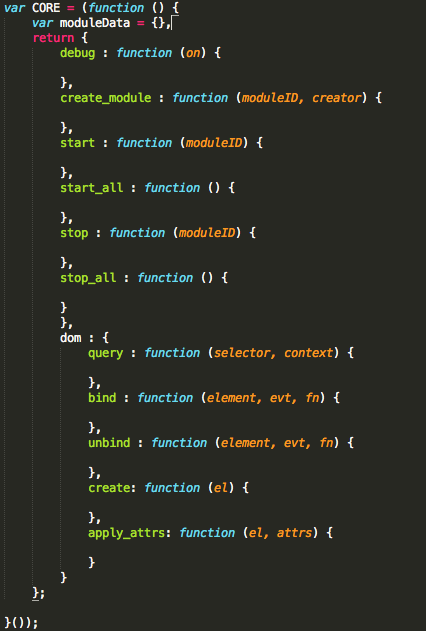 var CORE = (function () {
    var moduleData = {},
    return {
        debug : function (on) {

        },
        create_module : function (moduleID, creator) {

        },
        start : function (moduleID) {

        },
        start_all : function () {

        },
        stop : function (moduleID) {

        },
        stop_all : function () {

        }
        },
        dom : {
            query : function (selector, context) {

            },
            bind : function (element, evt, fn) {

            },
            unbind : function (element, evt, fn) {

            },
            create: function (el) {

            },
            apply_attrs: function (el, attrs) {

            }
        }
    };

}());